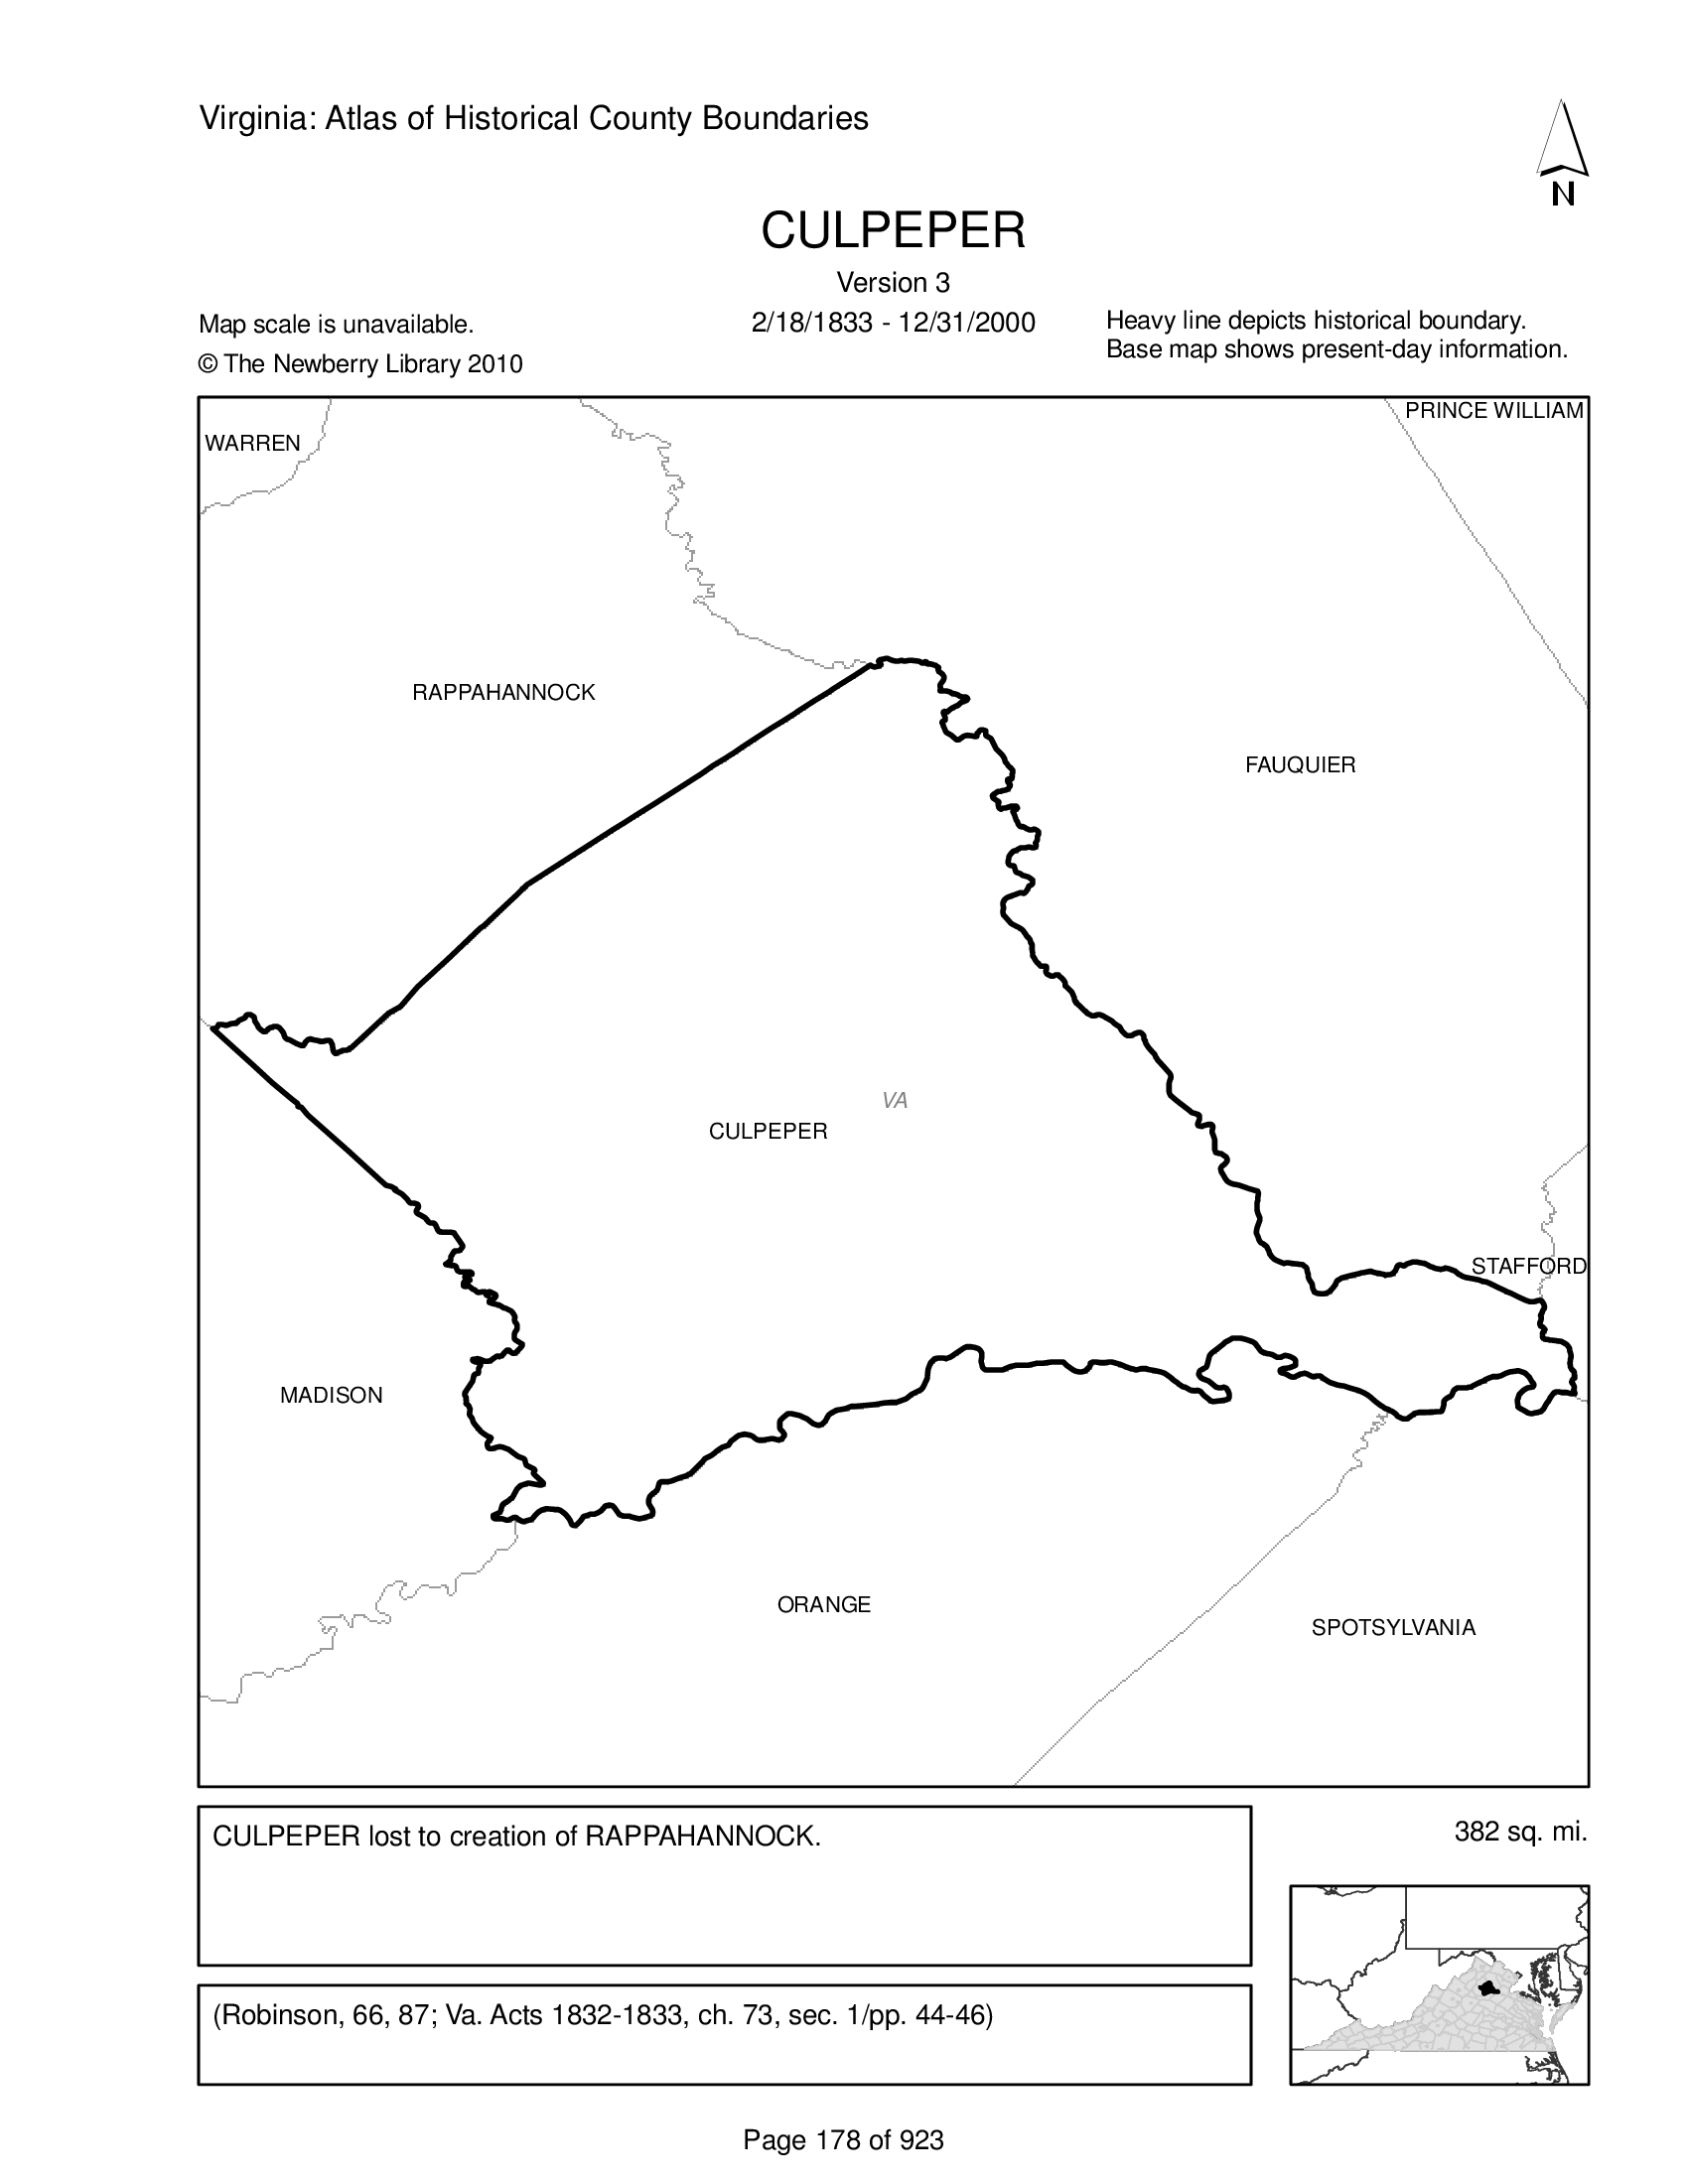 Virginia: Atlas of Historical County Boundaries
N
CULPEPER
Version 3
2/18/1833 - 12/31/2000
Map scale is unavailable.
© The Newberry Library 2010
Heavy line depicts historical boundary.
Base map shows present-day information.
PRINCE WILLIAM
WARREN
RAPPAHANNOCK
FAUQUIER
VA
CULPEPER
STAFFORD
MADISON
ORANGE
SPOTSYLVANIA
CULPEPER lost to creation of RAPPAHANNOCK.
382 sq. mi.
(Robinson, 66, 87; Va. Acts 1832-1833, ch. 73, sec. 1/pp. 44-46)
Page 178 of 923